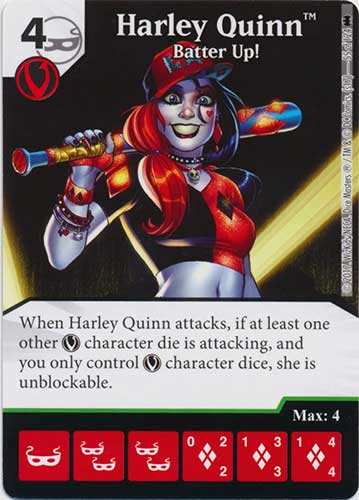 4
Harley Quinn™
Batter Up!
When Harley Quinn attacks, if at least one
other character die is attacking, and
you only control character dice, she is
unblockable.
Max: 4
0 2 1 3 1 4
2 3 4